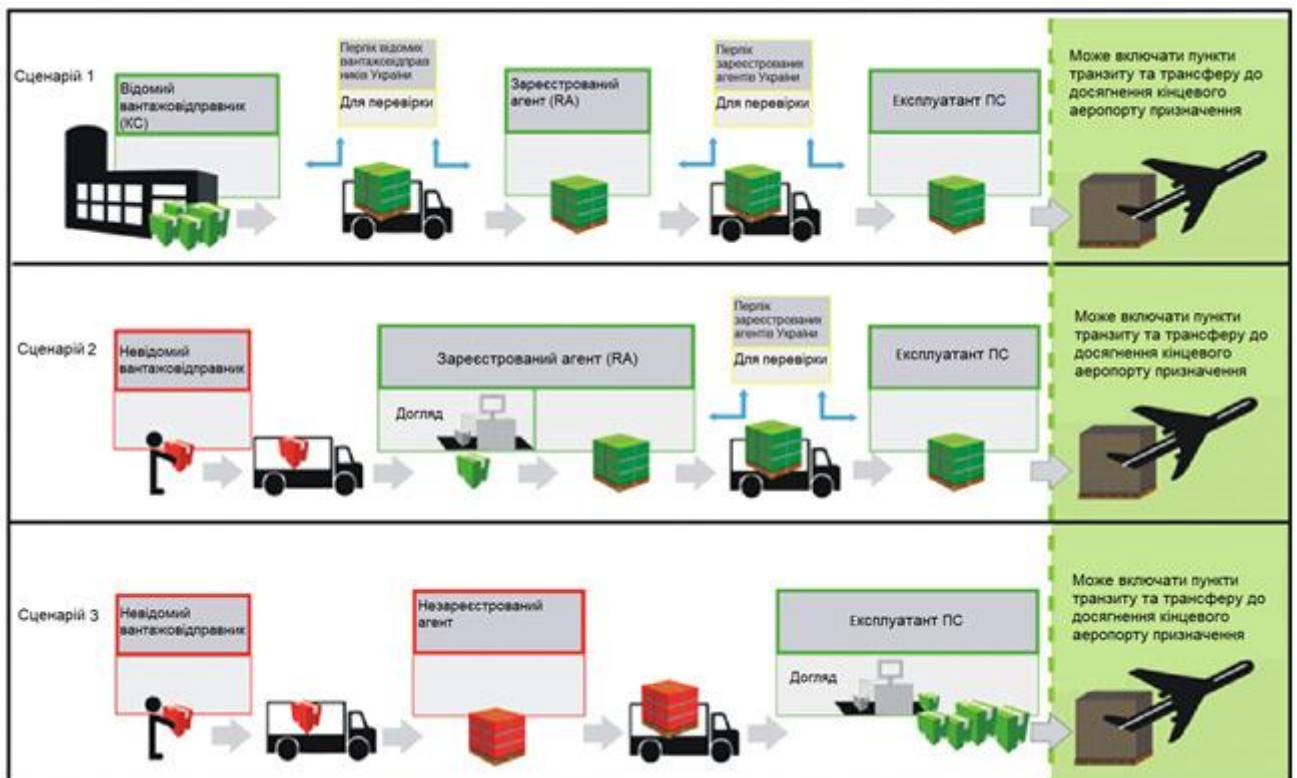 Сценарій 1
Відомий
вантажовідправник
(КС)
Перлік відомих
вантажовідправ
ників України
Для перевірки
Зареєстрований
агент (RA)
Перлік
зареєстрованих
агентів України
Для перевірки
Експлуатант ПС
Може включати пункти
транзиту та трансферу до
досягнення кінцевого
аеропорту призначення
Сценарій 2
Невідомий
вантажовідправник
Зареєстрований агент (RA)
Догляд
Перлік
зареєстрованих
агентів України
Для перевірки
Експлуатант ПС
Може включати пункти
транзиту та трансферу до
досягнення кінцевого
аеропорту призначення
Сценарій 3
Невідомий
вантажовідправник
Незареєстрований
агент
Експлуатант ПС
Догляд
Може включати пункти
транзиту та трансферу до
досягнення кінцевого
аеропорту призначення